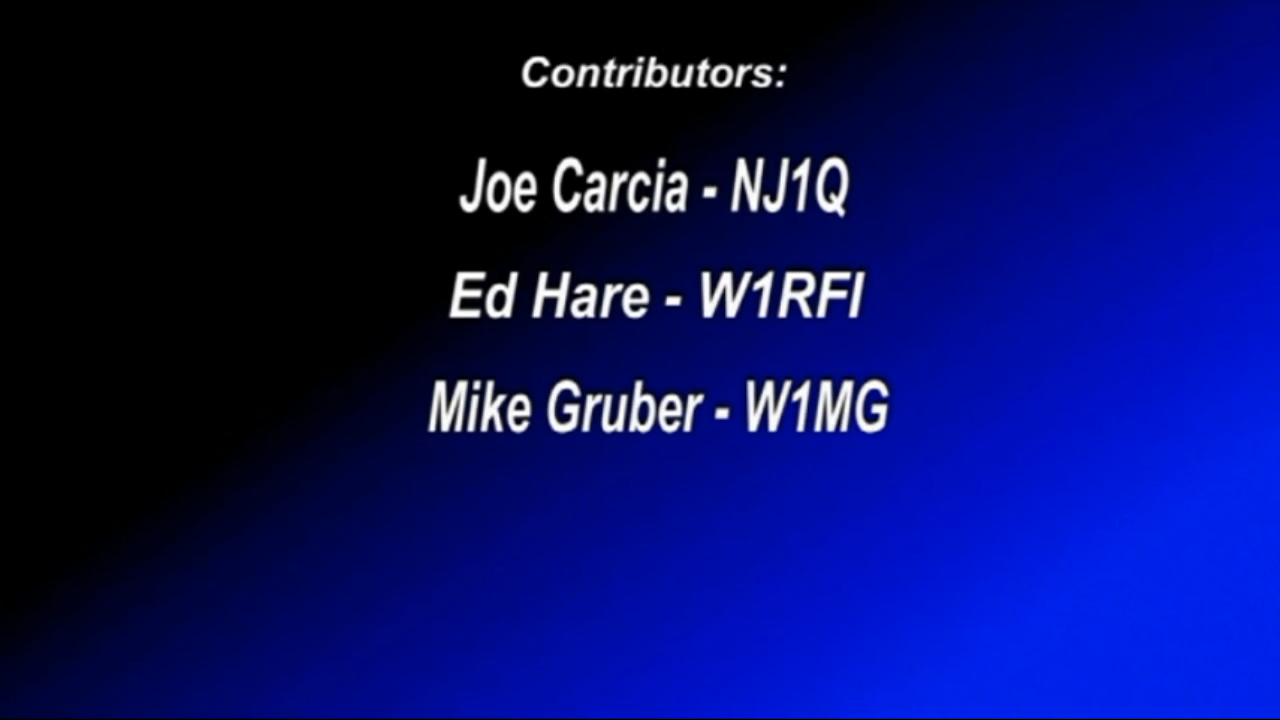 Contributors:
Joe Carcia - NJ1Q
Ed Hare - W1RFI
Mike Gruber - W1MG